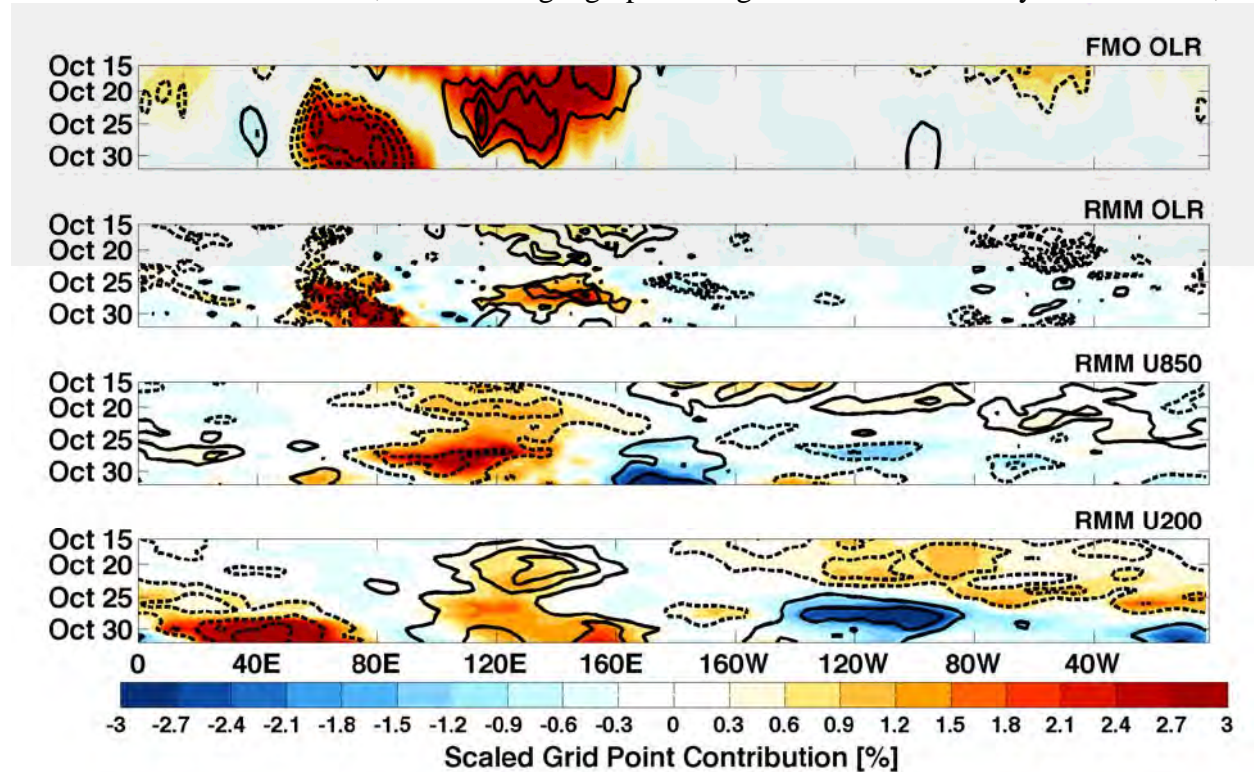 FMO OLR
Oct 15
Oct 20
Oct 25
Oct 30
RMM OLR
Oct 15
Oct 20
Oct 25
Oct 30
RMM U850
Oct 15
Oct 20
Oct 25
Oct 30
RMM U200
Oct 15
Oct 20
Oct 25
Oct 30
0 40E 80E 120E 160E 160W 120W 80W 40W
-3 -2.7 -2.4 -2.1 -1.8 -1.5 -1.2 -0.9 -0.6 -0.3 0 0.3 0.6 0.9 1.2 1.5 1.8 2.1 2.4 2.7 3
Scaled Grid Point Contribution [%]